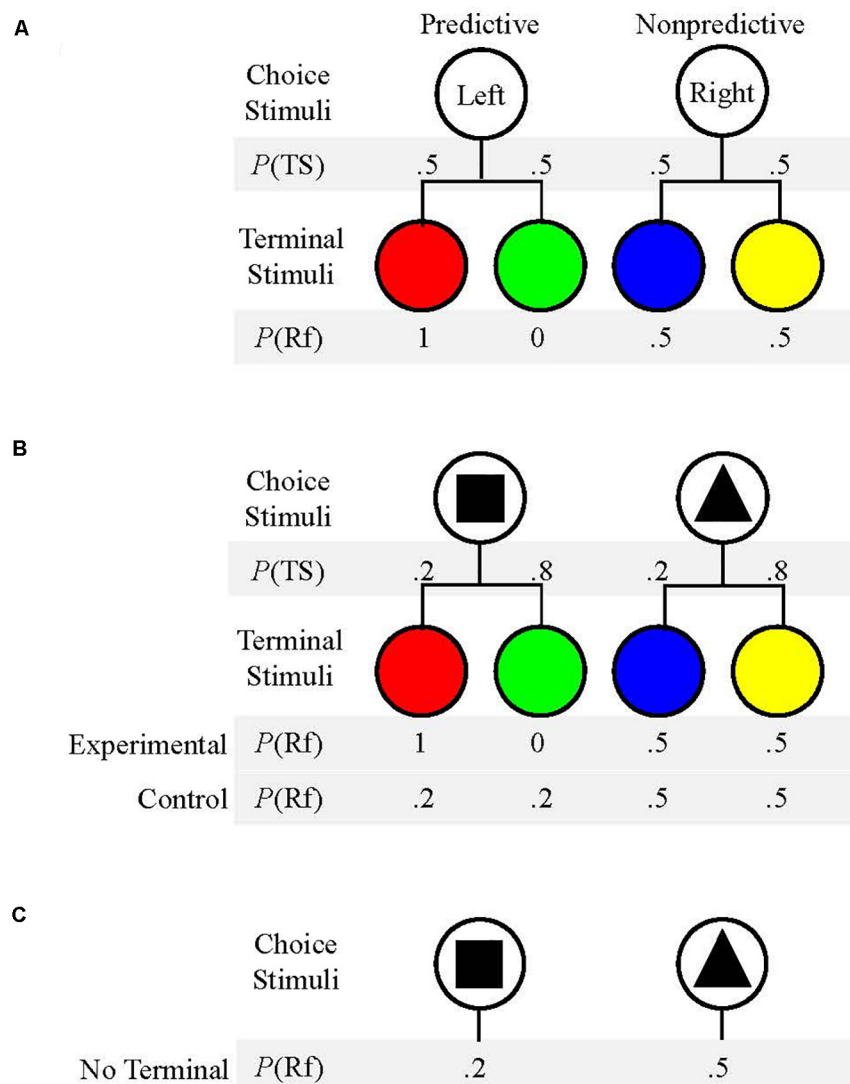 A
Predictive Nonpredictive
Choice Stimuli
Left Right
P(TS) .5 .5 .5 .5
Terminal Stimuli
P(Rf) 1 0 .5 .5
B
Choice Stimuli
P(TS) .2 .8 .2 .8
Terminal Stimuli
Experimental P(Rf) 1 0 .5 .5
Control P(Rf) .2 .2 .5 .5
C
Choice Stimuli
No Terminal P(Rf) .2 .5